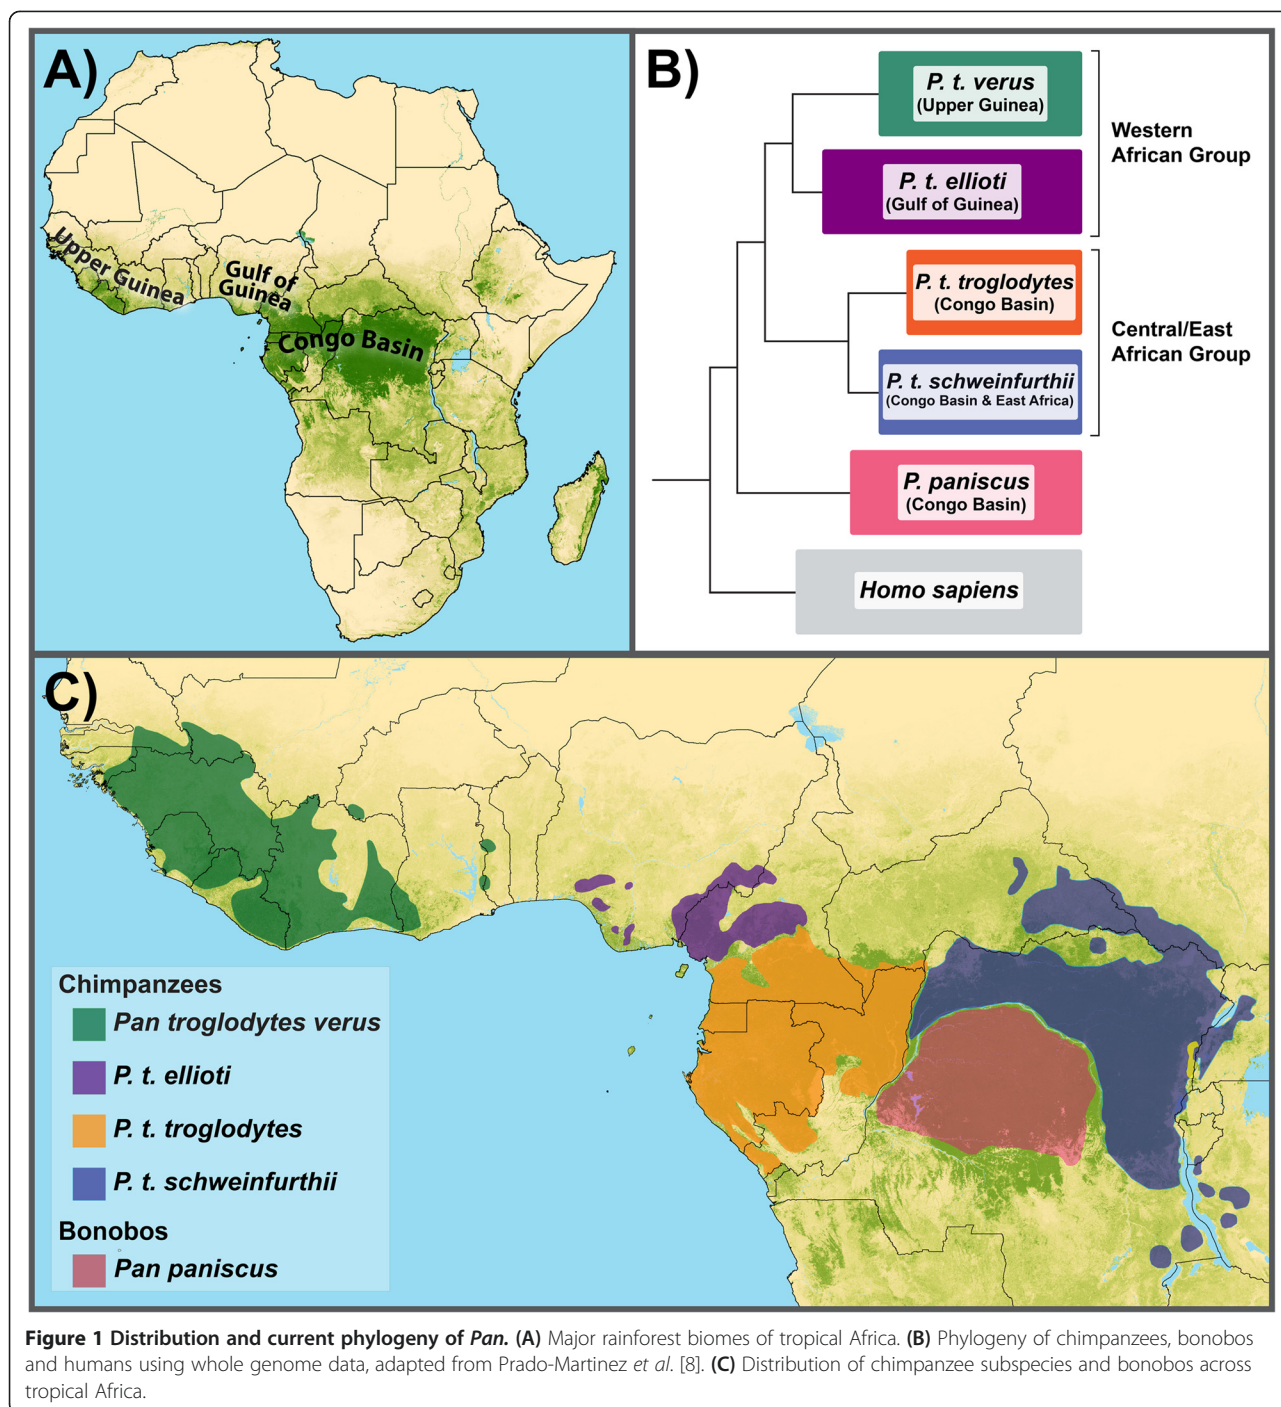 A)
Upper Guinea
Gulf of
Guinea
Congo Basin
B)
P. t. verus
(Upper Guinea)
P. t. ellioti
(Gulf of Guinea)
P. t. troglodytes
(Congo Basin)
P. t. schweinfurthii
(Congo Basin & East Africa)
P. paniscus
(Congo Basin)
Homo sapiens
Western
African Group
Central/East
African Group
C)
Chimpanzees
Pan troglodytes verus
P. t. ellioti
P. t. troglodytes
P. t. schweinfurthii
Bonobos
Pan paniscus
Figure 1 Distribution and current phylogeny of Pan. (A) Major rainforest biomes of tropical Africa. (B) Phylogeny of chimpanzees, bonobos
and humans using whole genome data, adapted from Prado-Martinez et al. [8]. (C) Distribution of chimpanzee subspecies and bonobos across
tropical Africa.